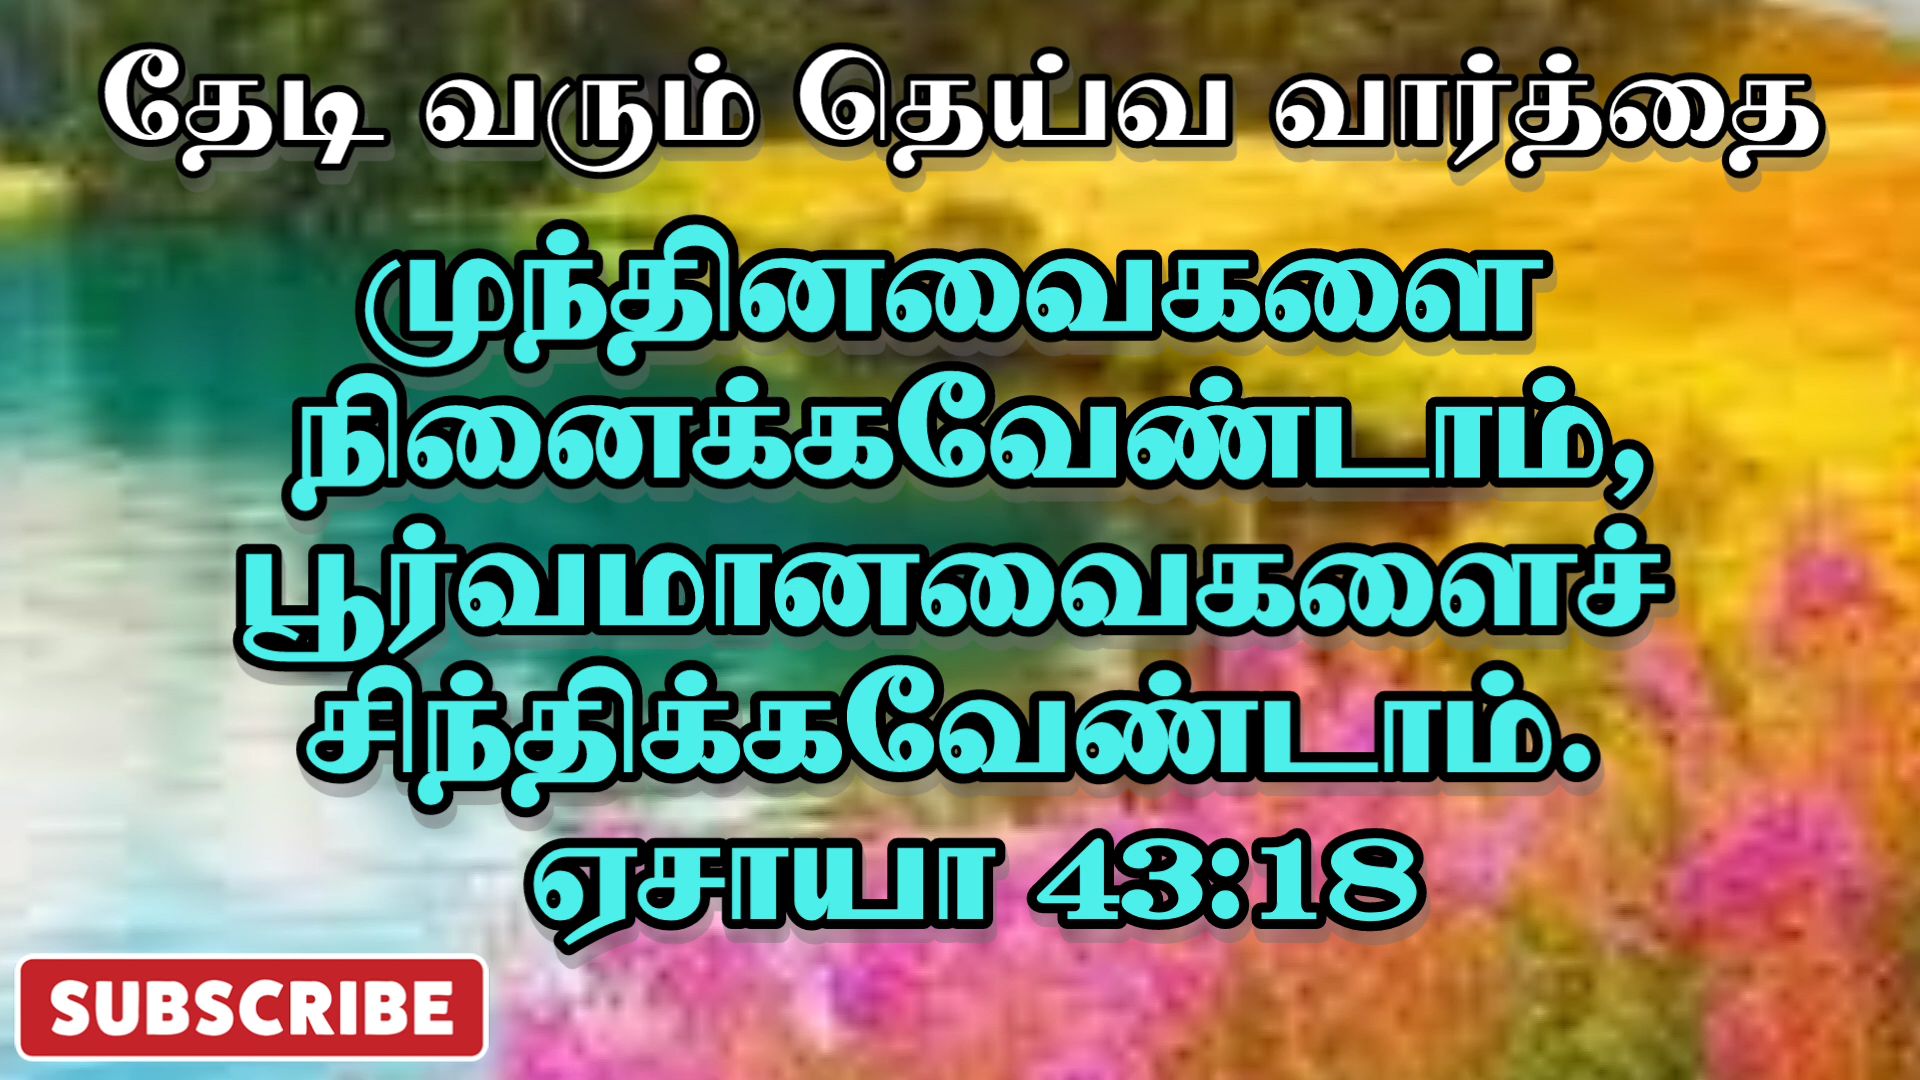 தேடி வரும் தெய்வ வார்த்தை
முந்தினவைகளை
நினைக்கவேண்டாம்,
பூர்வமானவைகளைச்
சிந்திக்கவேண்டாம்.
ஏசாயா 43:18
SUBSCRIBE